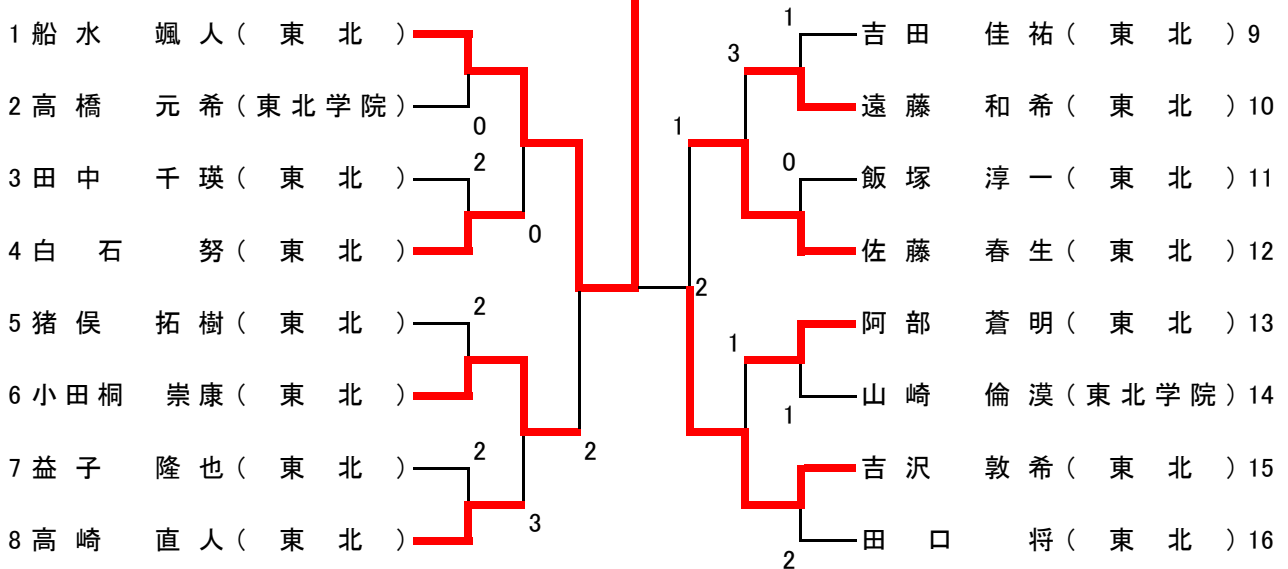 1 船水 颯人（東北）
2 高橋 元希（東北学院）
0
3 田中 千瑛（東北）
2
4 白石 努（東北）
0
5 猪俣 拓樹（東北）
2
6 小田桐 崇康（東北）
7 益子 隆也（東北）
2
2
8 高崎 直人（東北）
3
1
吉田 佳祐（東北）9
3
遠藤 和希（東北）10
1
0
飯塚 淳一（東北）11
佐藤 春生（東北）12
2
阿部 蒼明（東北）13
1
山崎 倫漠（東北学院）14
1
吉沢 敦希（東北）15
田口 将（東北）16
2